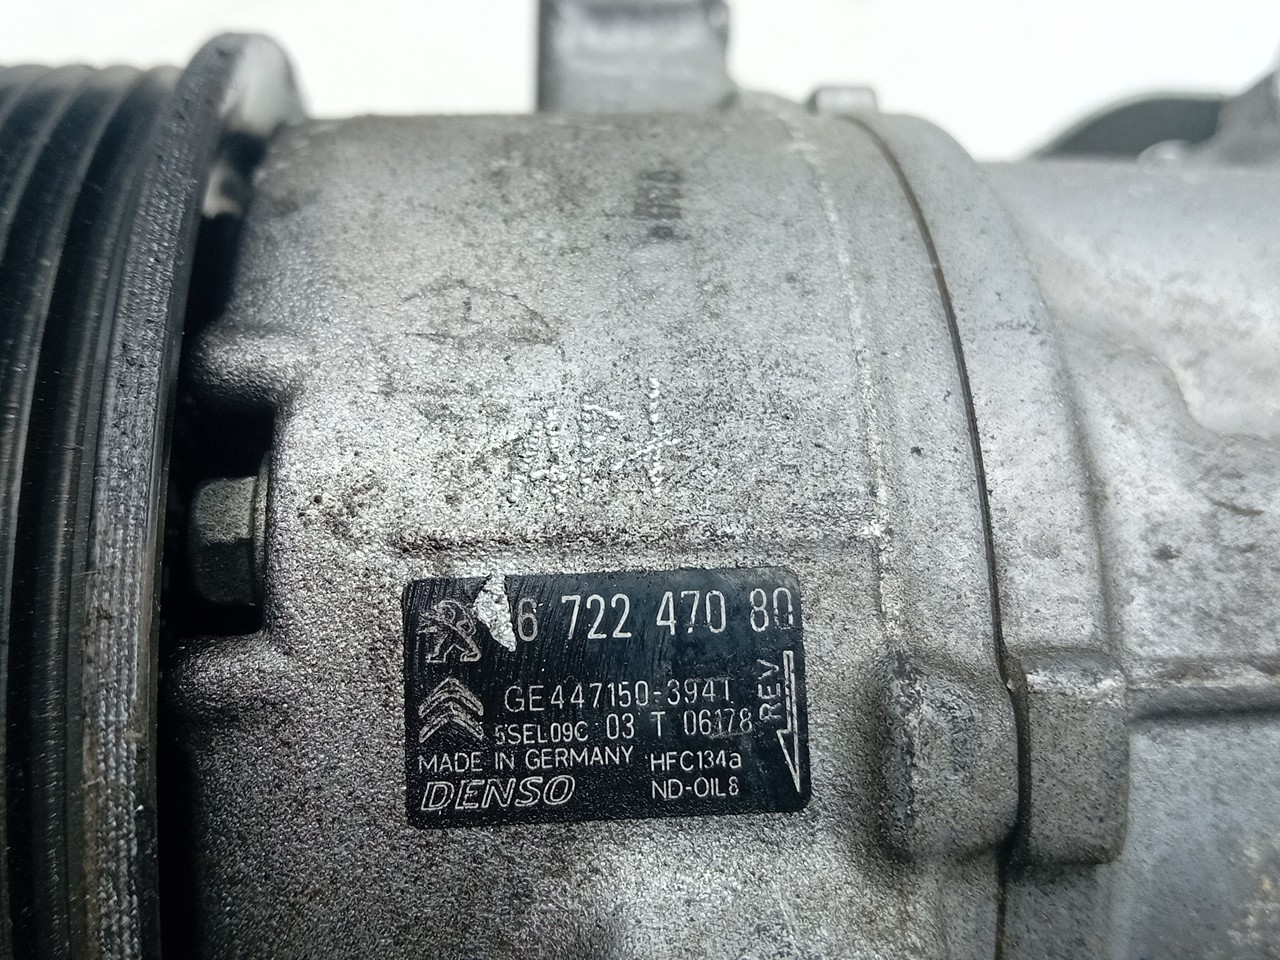 6 722 470 80
GE447150-3941
5SEL09C 03 T 06178
REV
MADE IN GERMANY HFC134a
DENSO ND-OIL8